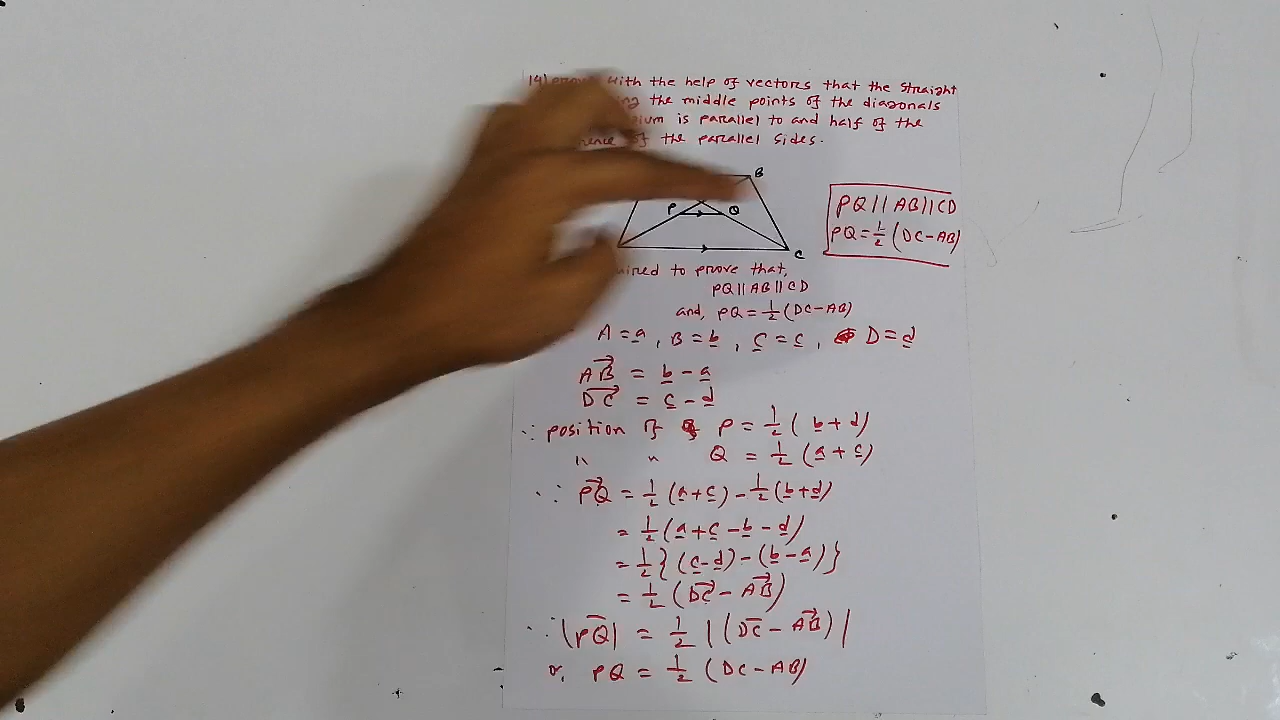 14) with the help of vectors that the straight
the middle points of the diagonals
is parallel to and half of the
of the parallel sides.
B
P Q
C
PQ || AB || CD
PQ = 1/2 (DC - AB)
to prove that,
PQ || AB || CD
and, PQ = 1/2 (DC - AB)
A = a, B = b, c = c, D = d
AB = b - a
DC = c - d
∵ position of P = 1/2 (b + d)
" " Q = 1/2 (a + c)
∵ PQ = 1/2 (a + c) - 1/2 (b + d)
= 1/2 (a + c - b - d)
= 1/2 { (c - d) - (b - a) }
= 1/2 (DC - AB)
∵ |PQ| = 1/2 | (DC - AB) |
or, PQ = 1/2 (DC - AB)